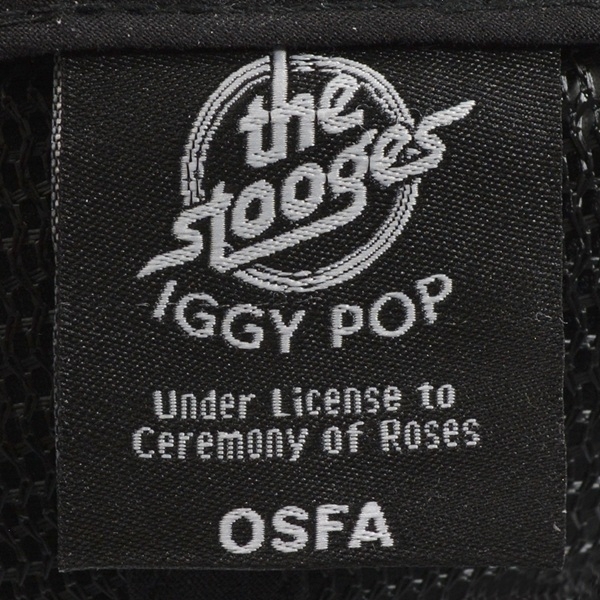 the
stooges
IGGY POP
Under License to
Ceremony of Roses
OSFA